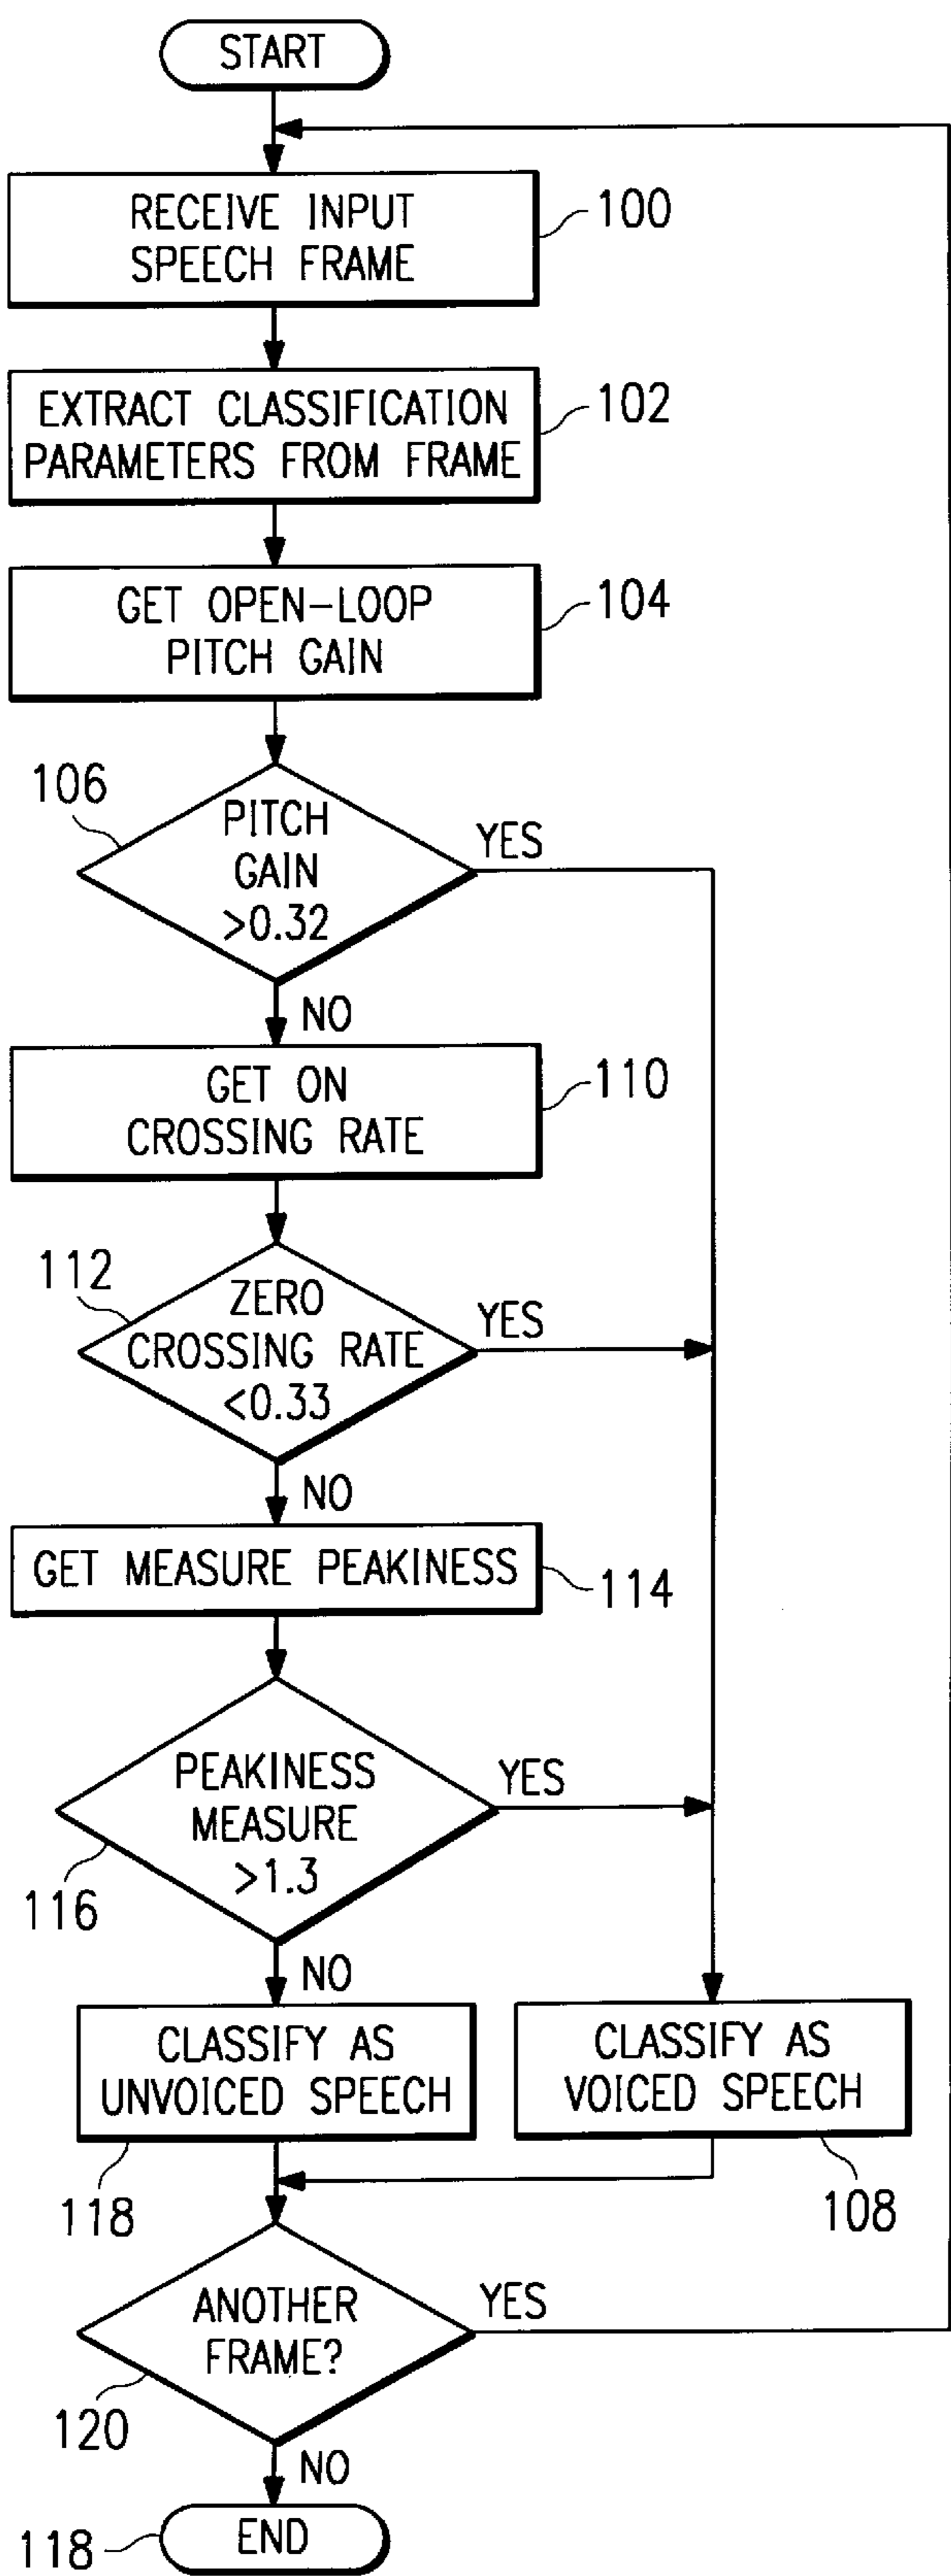 START
RECEIVE INPUT
SPEECH FRAME
100
EXTRACT CLASSIFICATION
PARAMETERS FROM FRAME
102
GET OPEN-LOOP
PITCH GAIN
104
106
PITCH
GAIN
>0.32
YES
NO
GET ON
CROSSING RATE
110
112
ZERO
CROSSING RATE
<0.33
YES
NO
GET MEASURE PEAKINESS
114
PEAKINESS
MEASURE
>1.3
YES
116
NO
CLASSIFY AS
UNVOICED SPEECH
118
CLASSIFY AS
VOICED SPEECH
108
ANOTHER
FRAME?
YES
120
NO
END
118